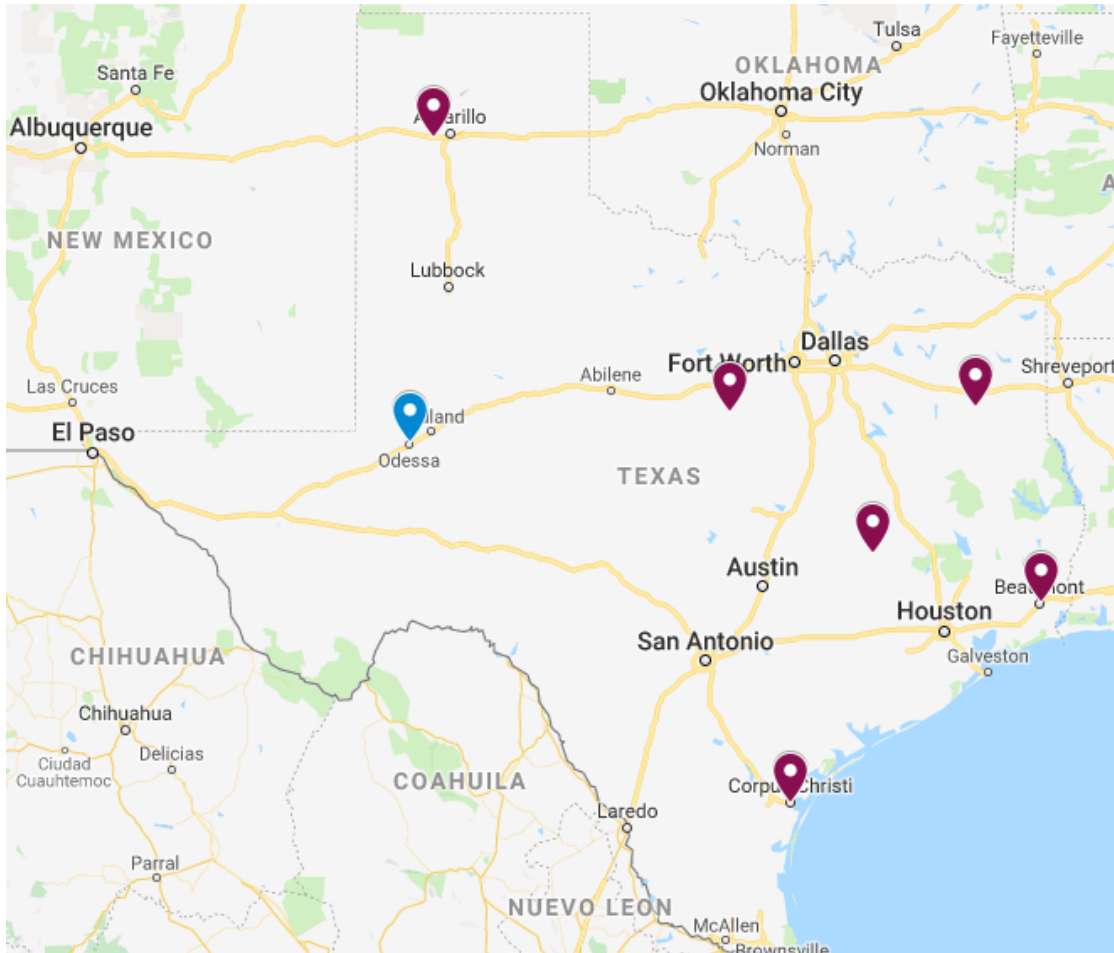 Tulsa
Fayetteville
OKLAHOMA
Santa Fe
Oklahoma City
Albuquerque
Norman
A
NEW MEXICO
Lubbock
Dallas
Fort Worth
Shreveport
Abilene
Las Cruces
El Paso
Odessa
TEXAS
Austin
Houston
San Antonio
Galveston
CHIHUAHUA
Chihuahua
Delicias
Ciudad
Cuauhtemoc
COAHUILA
Laredo
Parral
NUEVO LEON
McAllen
Brownsville